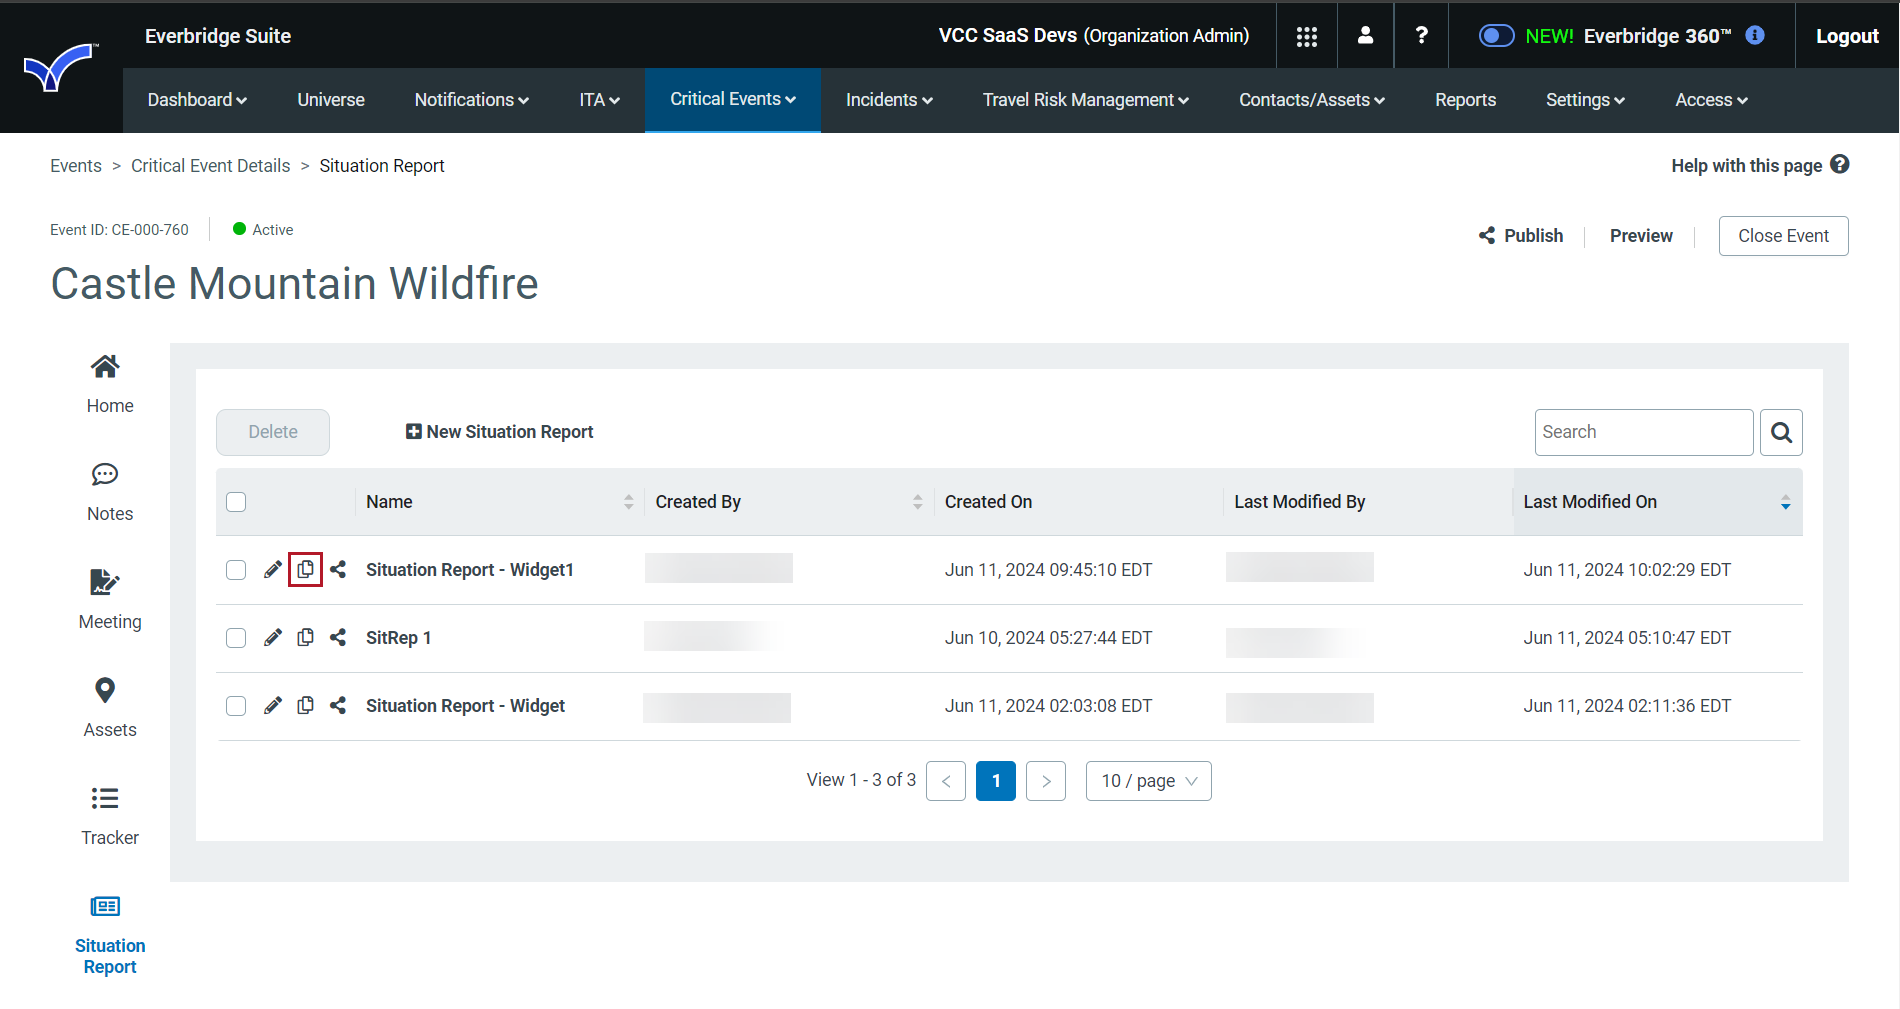 Everbridge Suite
VCC SaaS Devs (Organization Admin)
?
NEW! Everbridge 360™
Logout
Dashboard
Universe
Notifications
ITA
Critical Events
Incidents
Travel Risk Management
Contacts/Assets
Reports
Settings
Access
Events > Critical Event Details > Situation Report
Help with this page ?
Event ID: CE-000-760
Active
Publish
Preview
Close Event
Castle Mountain Wildfire
Home
Notes
Meeting
Assets
Tracker
Situation
Report
Delete
New Situation Report
Search
Name Created By Created On Last Modified By Last Modified On
Situation Report - Widget1 Jun 11, 2024 09:45:10 EDT Jun 11, 2024 10:02:29 EDT
SitRep 1 Jun 10, 2024 05:27:44 EDT Jun 11, 2024 05:10:47 EDT
Situation Report - Widget Jun 11, 2024 02:03:08 EDT Jun 11, 2024 02:11:36 EDT
View 1 - 3 of 3 < 1 > 10 / page